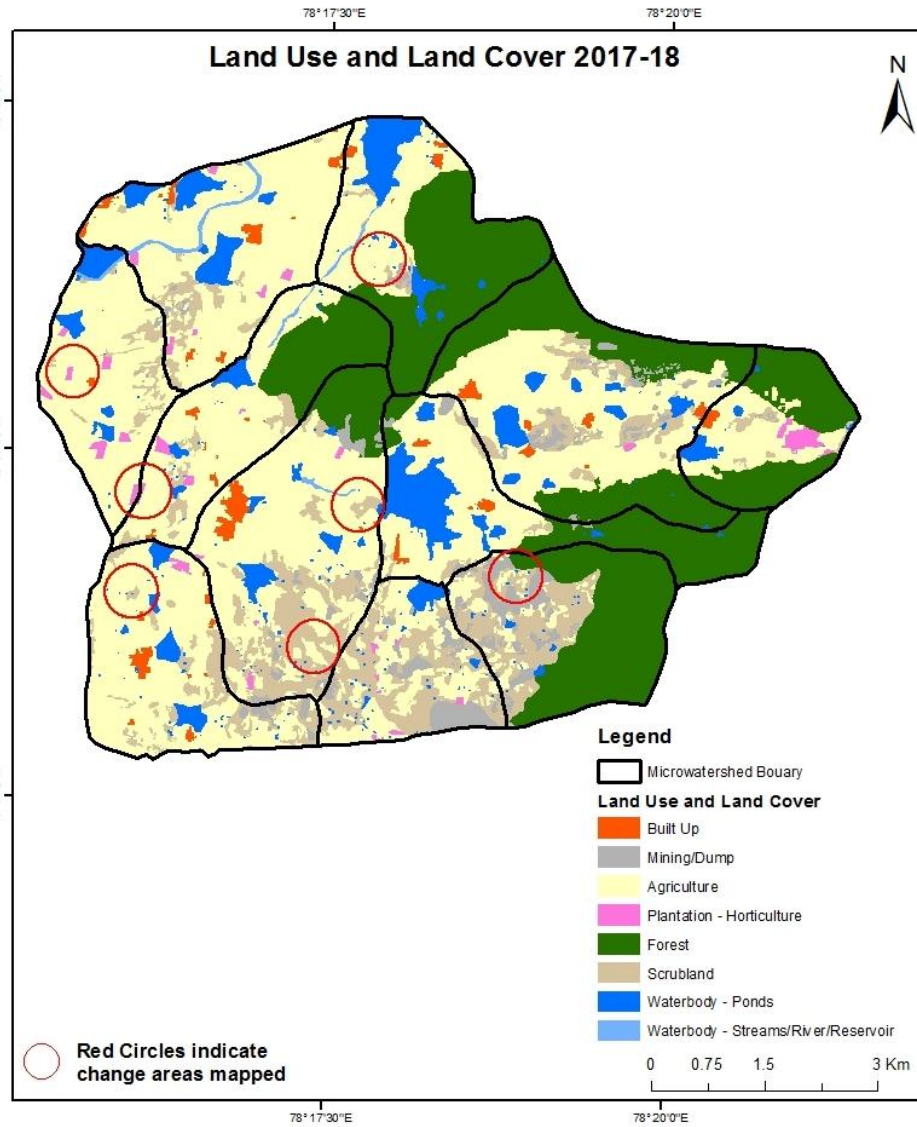 78°17'30"E
78°20'0"E
Land Use and Land Cover 2017-18
N
Legend
Microwatershed Bouary
Land Use and Land Cover
Built Up
Mining/Dump
Agriculture
Plantation - Horticulture
Forest
Scrubland
Waterbody - Ponds
Waterbody - Streams/River/Reservoir
0 0.75 1.5 3 Km
Red Circles indicate
change areas mapped
78°17'30"E
78°20'0"E